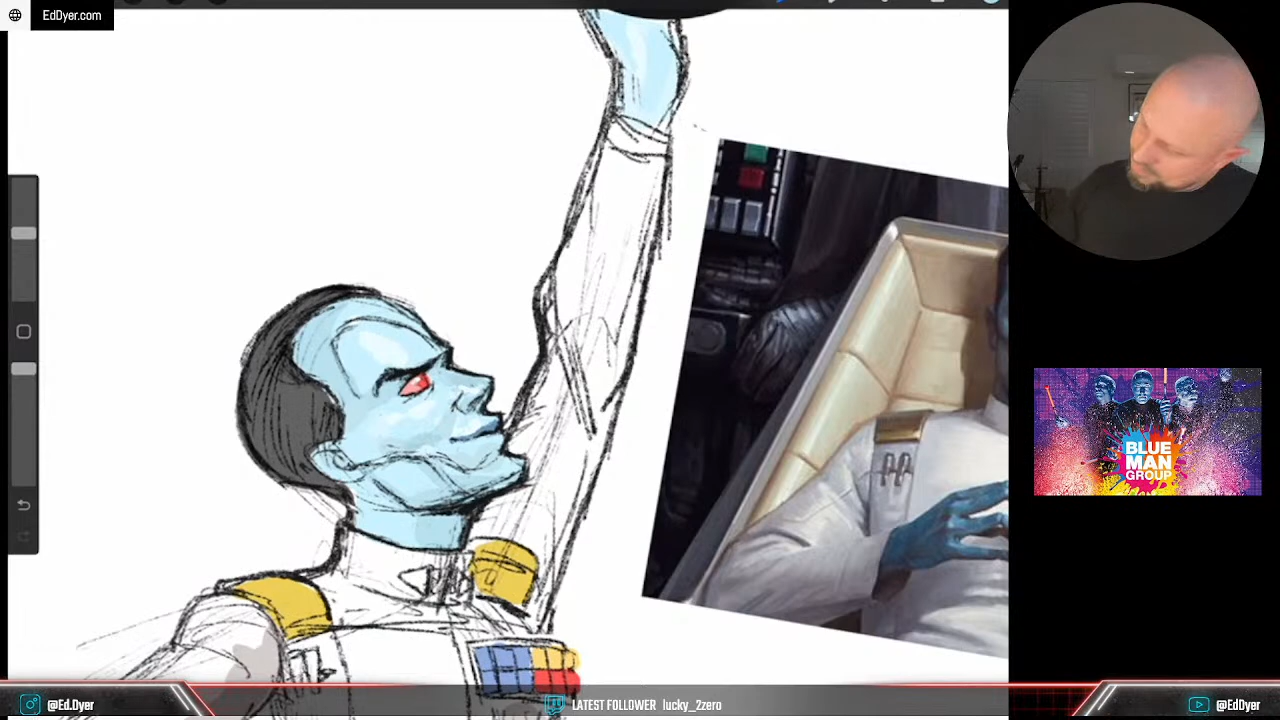 EdDyer.com
BLUE
MAN
GROUP
@Ed.Dyer
LATEST FOLLOWER lucky_2zero
@EdDyer